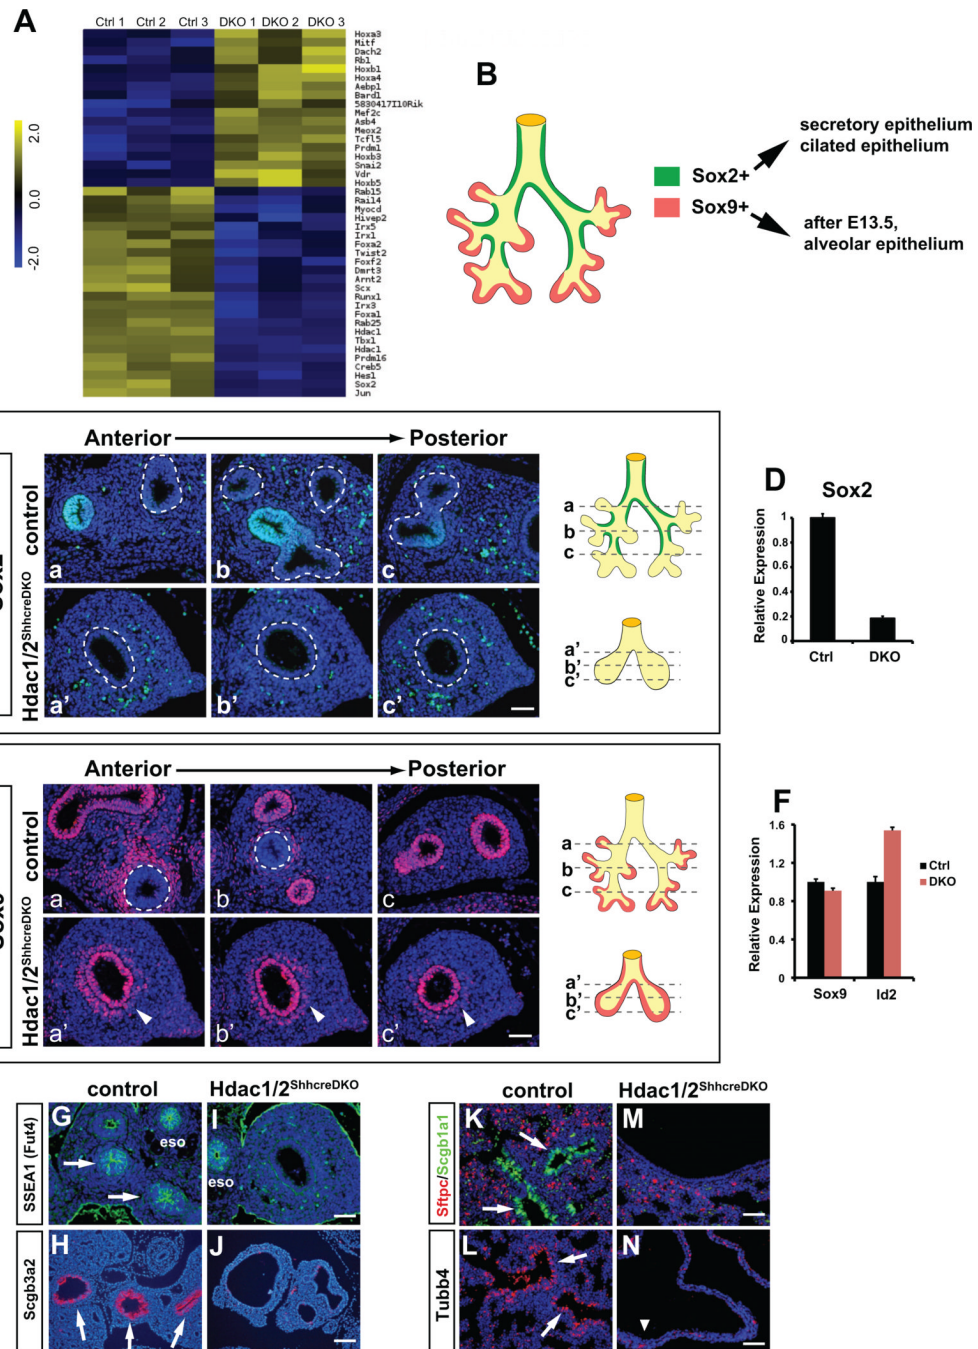 A
Ctrl 1 Ctrl 2 Ctrl 3 DKO 1 DKO 2 DKO 3
2.0
0.0
-2.0
Hoxa3
Mitf
Dach2
Rb1
Hoxb1
Hoxa4
Aebp1
Bard1
5830417I10Rik
Mef2c
Asb4
Meox2
Tcfl5
Prdm1
Hoxb3
Snai2
Vdr
Hoxb5
Rab15
Rai14
Myocd
Hivep2
Irx5
Irx1
Foxa2
Twist2
Foxf2
Dmrt3
Arnt2
Scx
Runx1
Irx3
Foxa1
Rab25
Hdac1
Tbx1
Hdac1
Prdm16
Creb5
Hes1
Sox2
Jun
B
Sox2+
Sox9+
secretory epithelium
cilated epithelium
after E13.5,
alveolar epithelium
Anterior Posterior
control
Hdac1/2ShhcreDKO
a b c
a' b' c'
a
b
c
a'
b'
c'
D
Sox2
Relative Expression
1
0.8
0.6
0.4
0.2
0
Ctrl DKO
Anterior Posterior
control
Hdac1/2ShhcreDKO
a b c
a' b' c'
a
b
c
a'
b'
c'
F
Relative Expression
1.6
1.2
0.8
0.4
0
Sox9 Id2
Ctrl
DKO
control Hdac1/2ShhcreDKO
SSEA1 (Fut4)
G eso
I eso
Scgb3a2
H J
control Hdac1/2ShhcreDKO
Sftpc/Scgb1a1
K M
Tubb4
L N